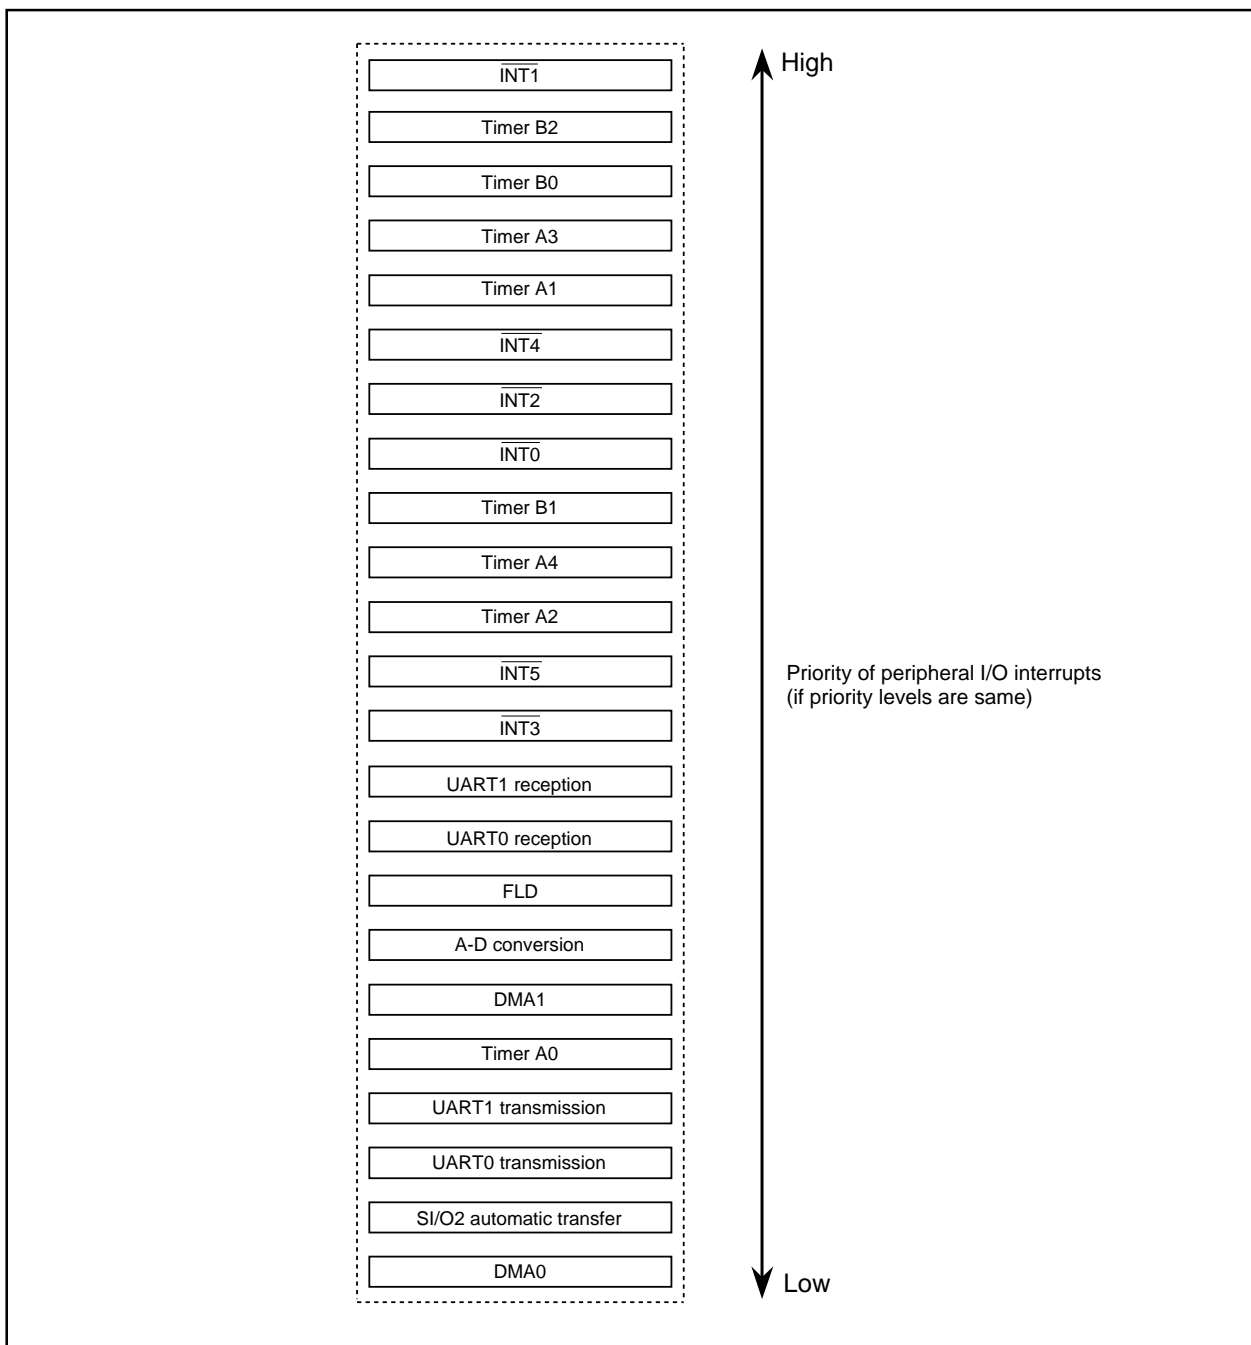 INT1
High
Timer B2
Timer B0
Timer A3
Timer A1
INT4
INT2
INT0
Timer B1
Timer A4
Timer A2
INT5
Priority of peripheral I/O interrupts
(if priority levels are same)
INT3
UART1 reception
UART0 reception
FLD
A-D conversion
DMA1
Timer A0
UART1 transmission
UART0 transmission
SI/O2 automatic transfer
DMA0
Low